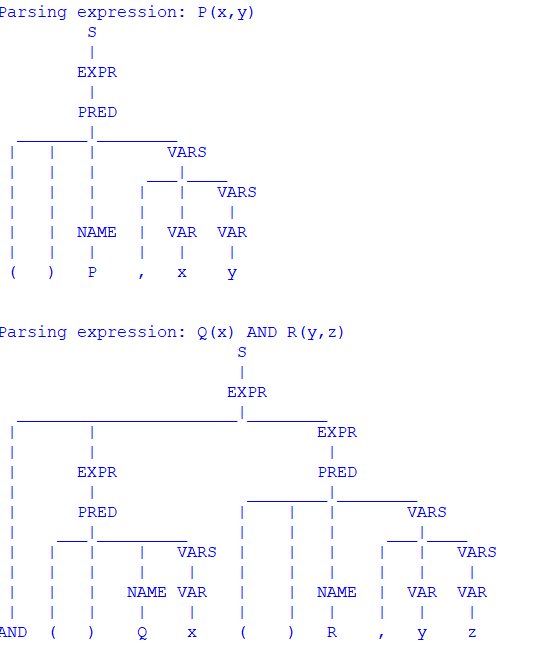 Parsing expression: P(x,y)
S
EXPR
PRED
VARS
VARS
NAME VAR VAR
( ) P , x y
Parsing expression: Q(x) AND R(y,z)
S
EXPR
EXPR
EXPR PRED
PRED VARS
VARS VARS
NAME VAR NAME VAR VAR
AND ( ) Q x ( ) R , y z